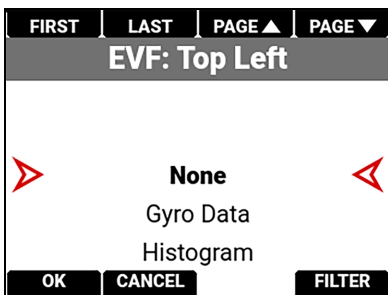 FIRST LAST PAGE▲ PAGE▼
EVF: Top Left
None
Gyro Data
Histogram
OK CANCEL FILTER